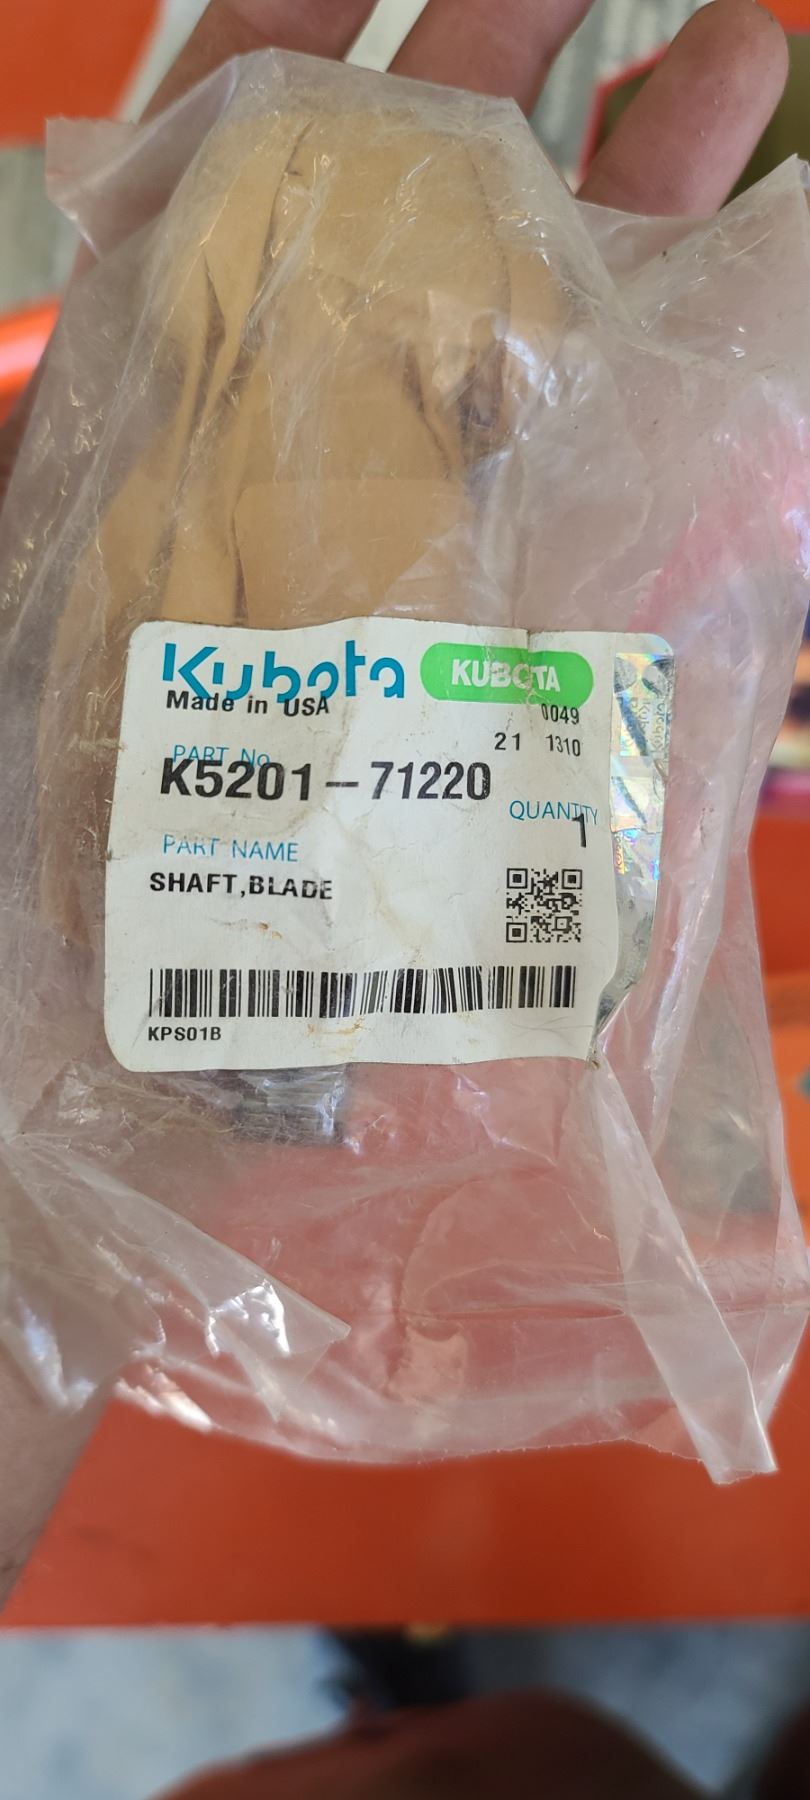 Kubota KUBOTA
Made in USA
0049
21 1310
PART No.
K5201-71220
QUANTITY
1
PART NAME
SHAFT,BLADE
KPS01B